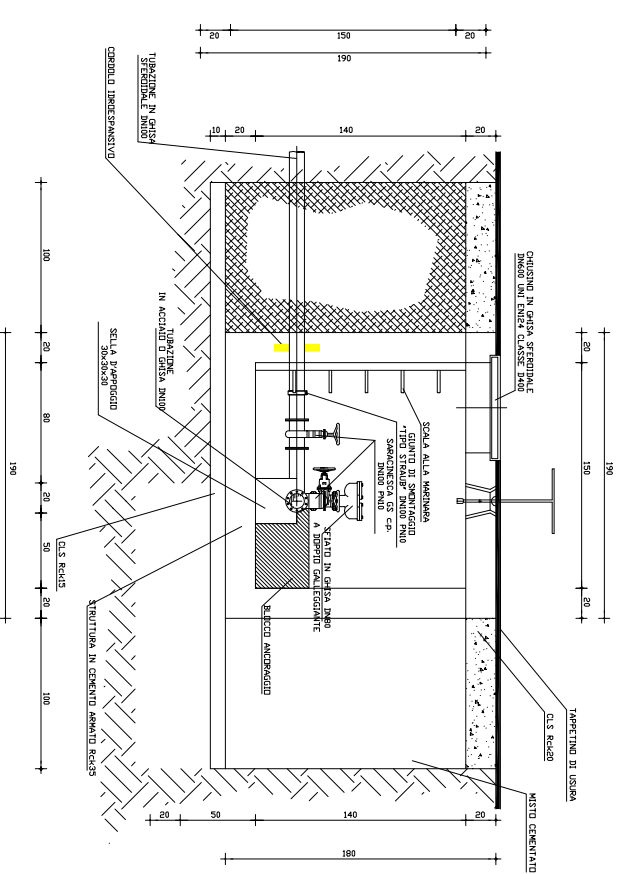 20
150
20
190
TUBAZIONE IN GHISA
SFEROIDALE DN100
CORDOLO IDROESPANSIVO
10
20
140
20
CHIUSINO IN GHISA SFEROIDALE
DN600 UNI EN124 CLASSE D400
100
20
80
20
50
20
100
190
TUBAZIONE
IN ACCIAIO O GHISA DN100
SELLA D'APPOGGIO
30x30x30
SCALA ALLA MARINARA
GIUNTO DI SMONTAGGIO
"TIPO STRAUB" DN100 PN10
SARACINESCA GS c.p.
DN100 PN10
SFIATO IN GHISA DN80
A DOPPIO GALLEGGIANTE
20
150
20
190
CLS Rck15
STRUTTURA IN CEMENTO ARMATO Rck35
BLOCCO ANCORAGGIO
TAPPETINO DI USURA
CLS Rck20
MISTO CEMENTATO
20
50
140
20
180